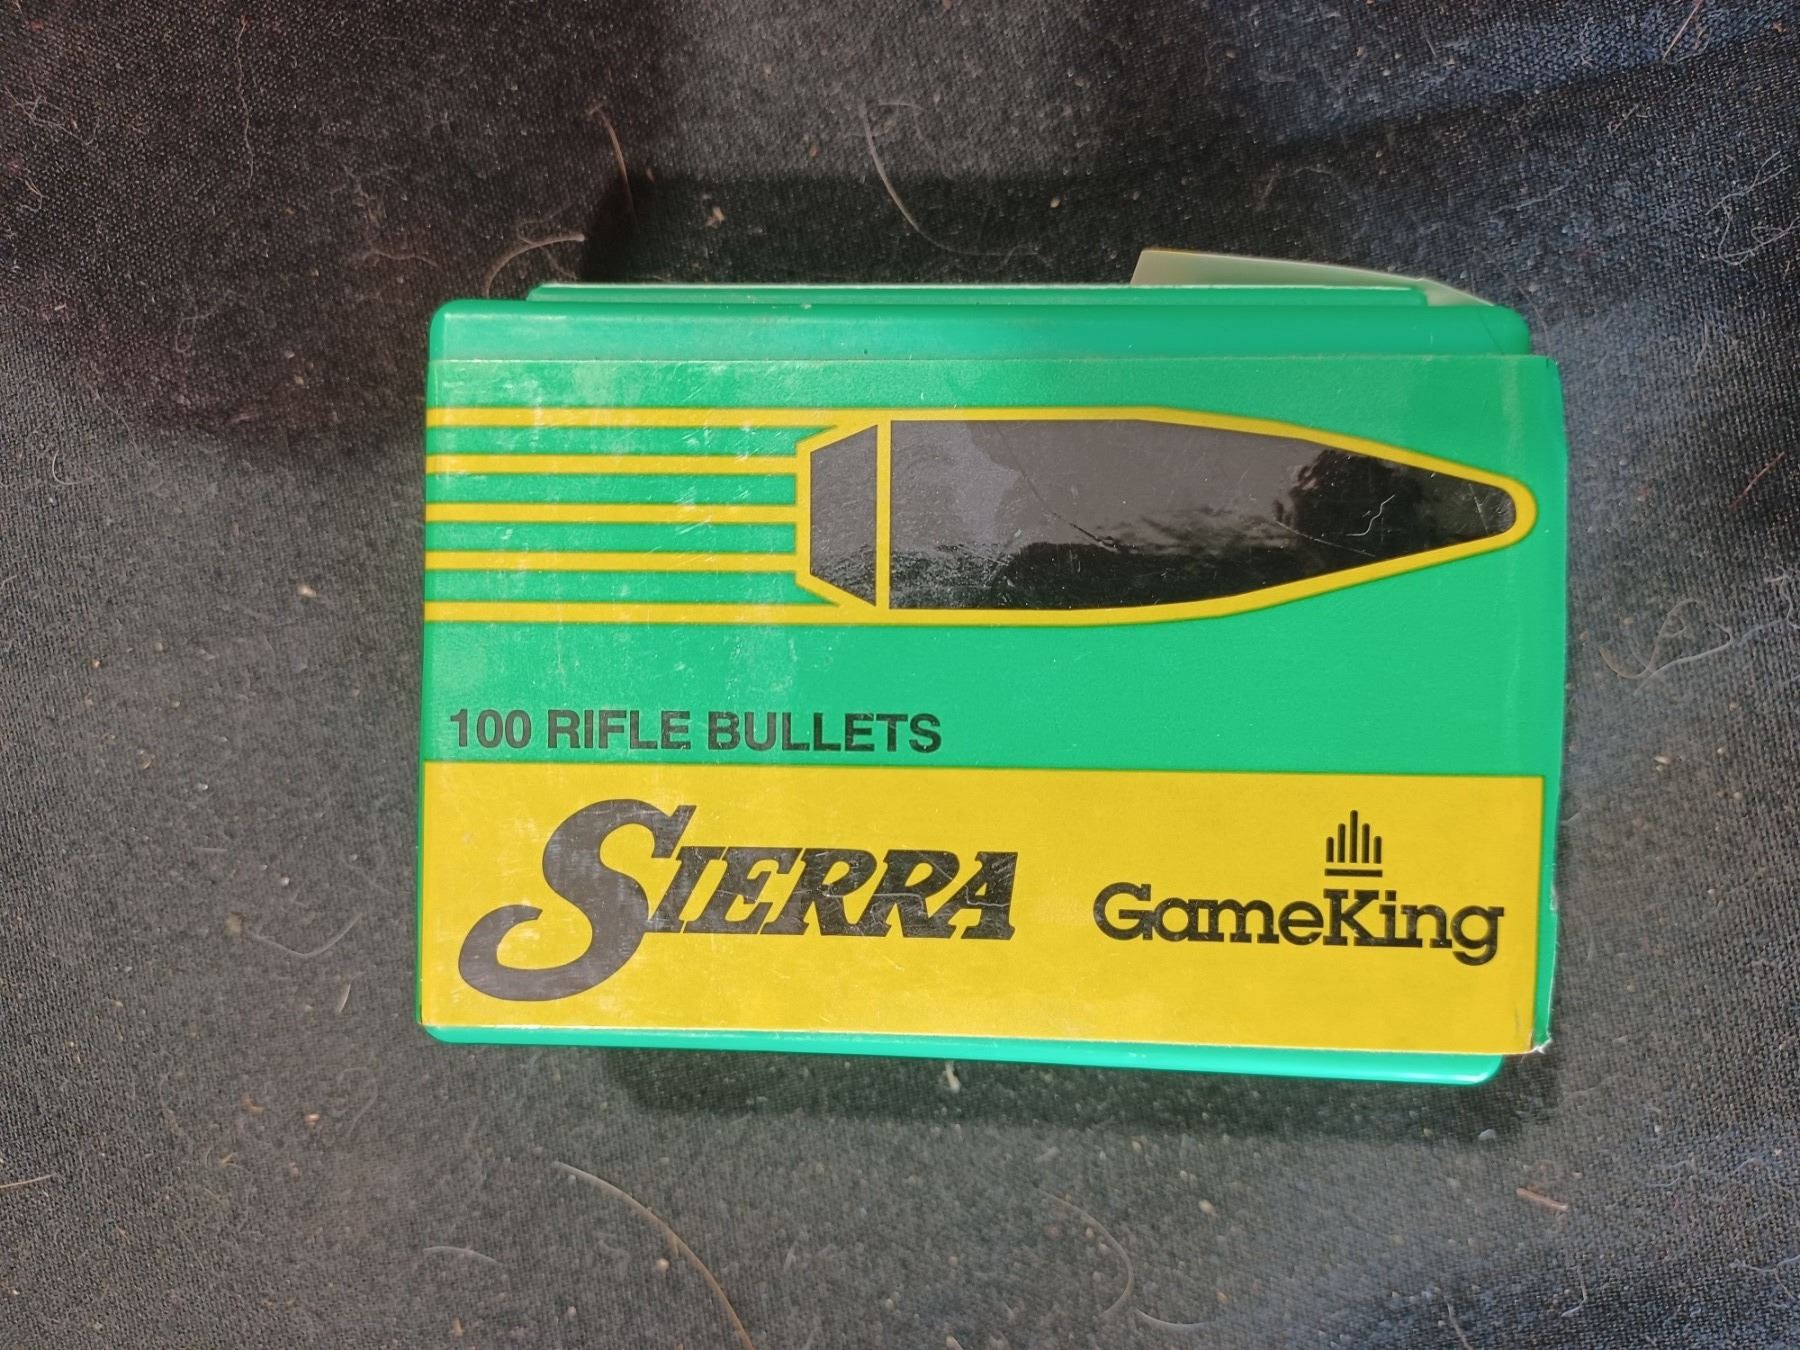 100 RIFLE BULLETS
SIERRA
GameKing